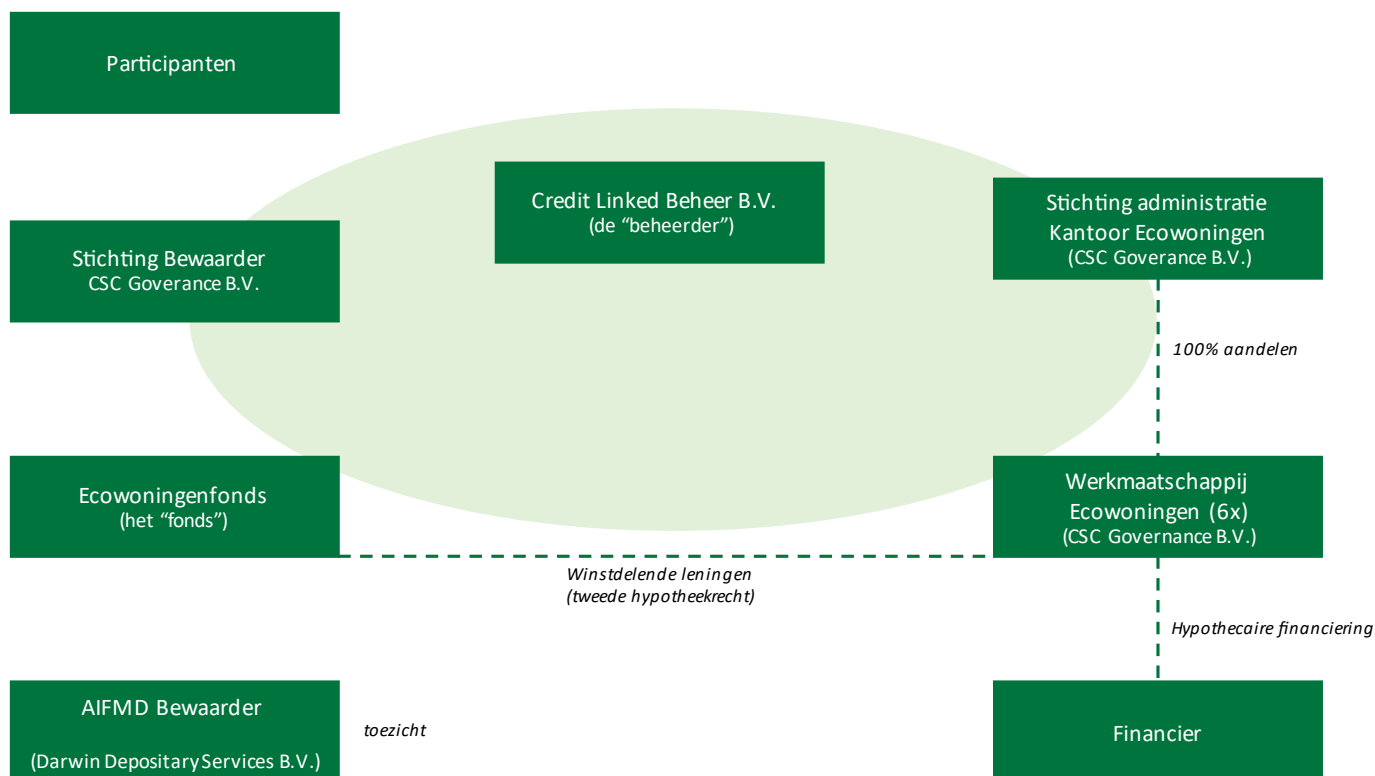 Participanten
Credit Linked Beheer B.V.
(de “beheerder”)
Stichting administratie
Kantoor Ecowoningen
(CSC Goverance B.V.)
Stichting Bewaarder
CSC Goverance B.V.
100% aandelen
Ecowoningenfonds
(het “fonds”)
Werkmaatschappij
Ecowoningen (6x)
(CSC Governance B.V.)
Winstdelende leningen
(tweede hypotheekrecht)
Hypothecaire financiering
AIFMD Bewaarder
(Darwin Depositary Services B.V.)
toezicht
Financier